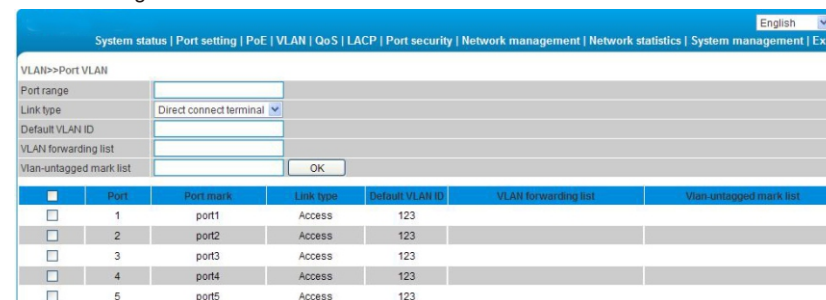 English
System status | Port setting | PoE | VLAN | QoS | LACP | Port security | Network management | Network statistics | System management | Ex
VLAN>>Port VLAN
Port range
Link type Direct connect terminal
Default VLAN ID
VLAN forwarding list
Vlan-untagged mark list OK
Port Port mark Link type Default VLAN ID VLAN forwarding list Vlan-untagged mark list
1 port1 Access 123
2 port2 Access 123
3 port3 Access 123
4 port4 Access 123
5 port5 Access 123